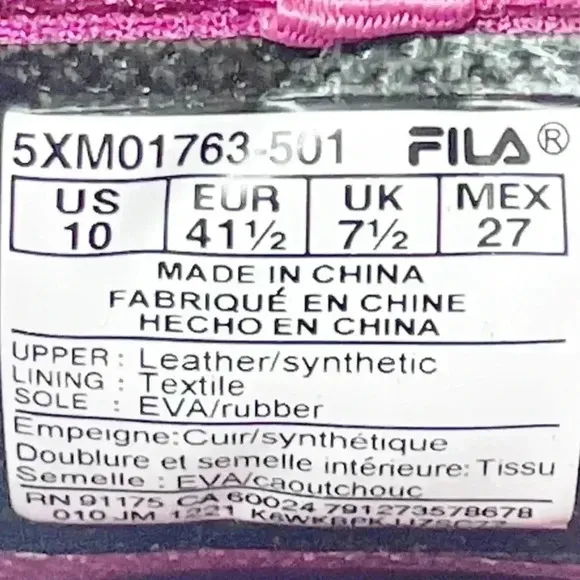 5XM01763-501 FILA®
US EUR UK MEX
10 41½ 7½ 27
MADE IN CHINA
FABRIQUÉ EN CHINE
HECHO EN CHINA
UPPER : Leather/synthetic
LINING : Textile
SOLE : EVA/rubber
Empeigne:Cuir/synthétique
Doublure et semelle intérieure: Tissu
Semelle : EVA/caoutchouc
RN 91175 CA 60024 791273578678
010 JM 1221